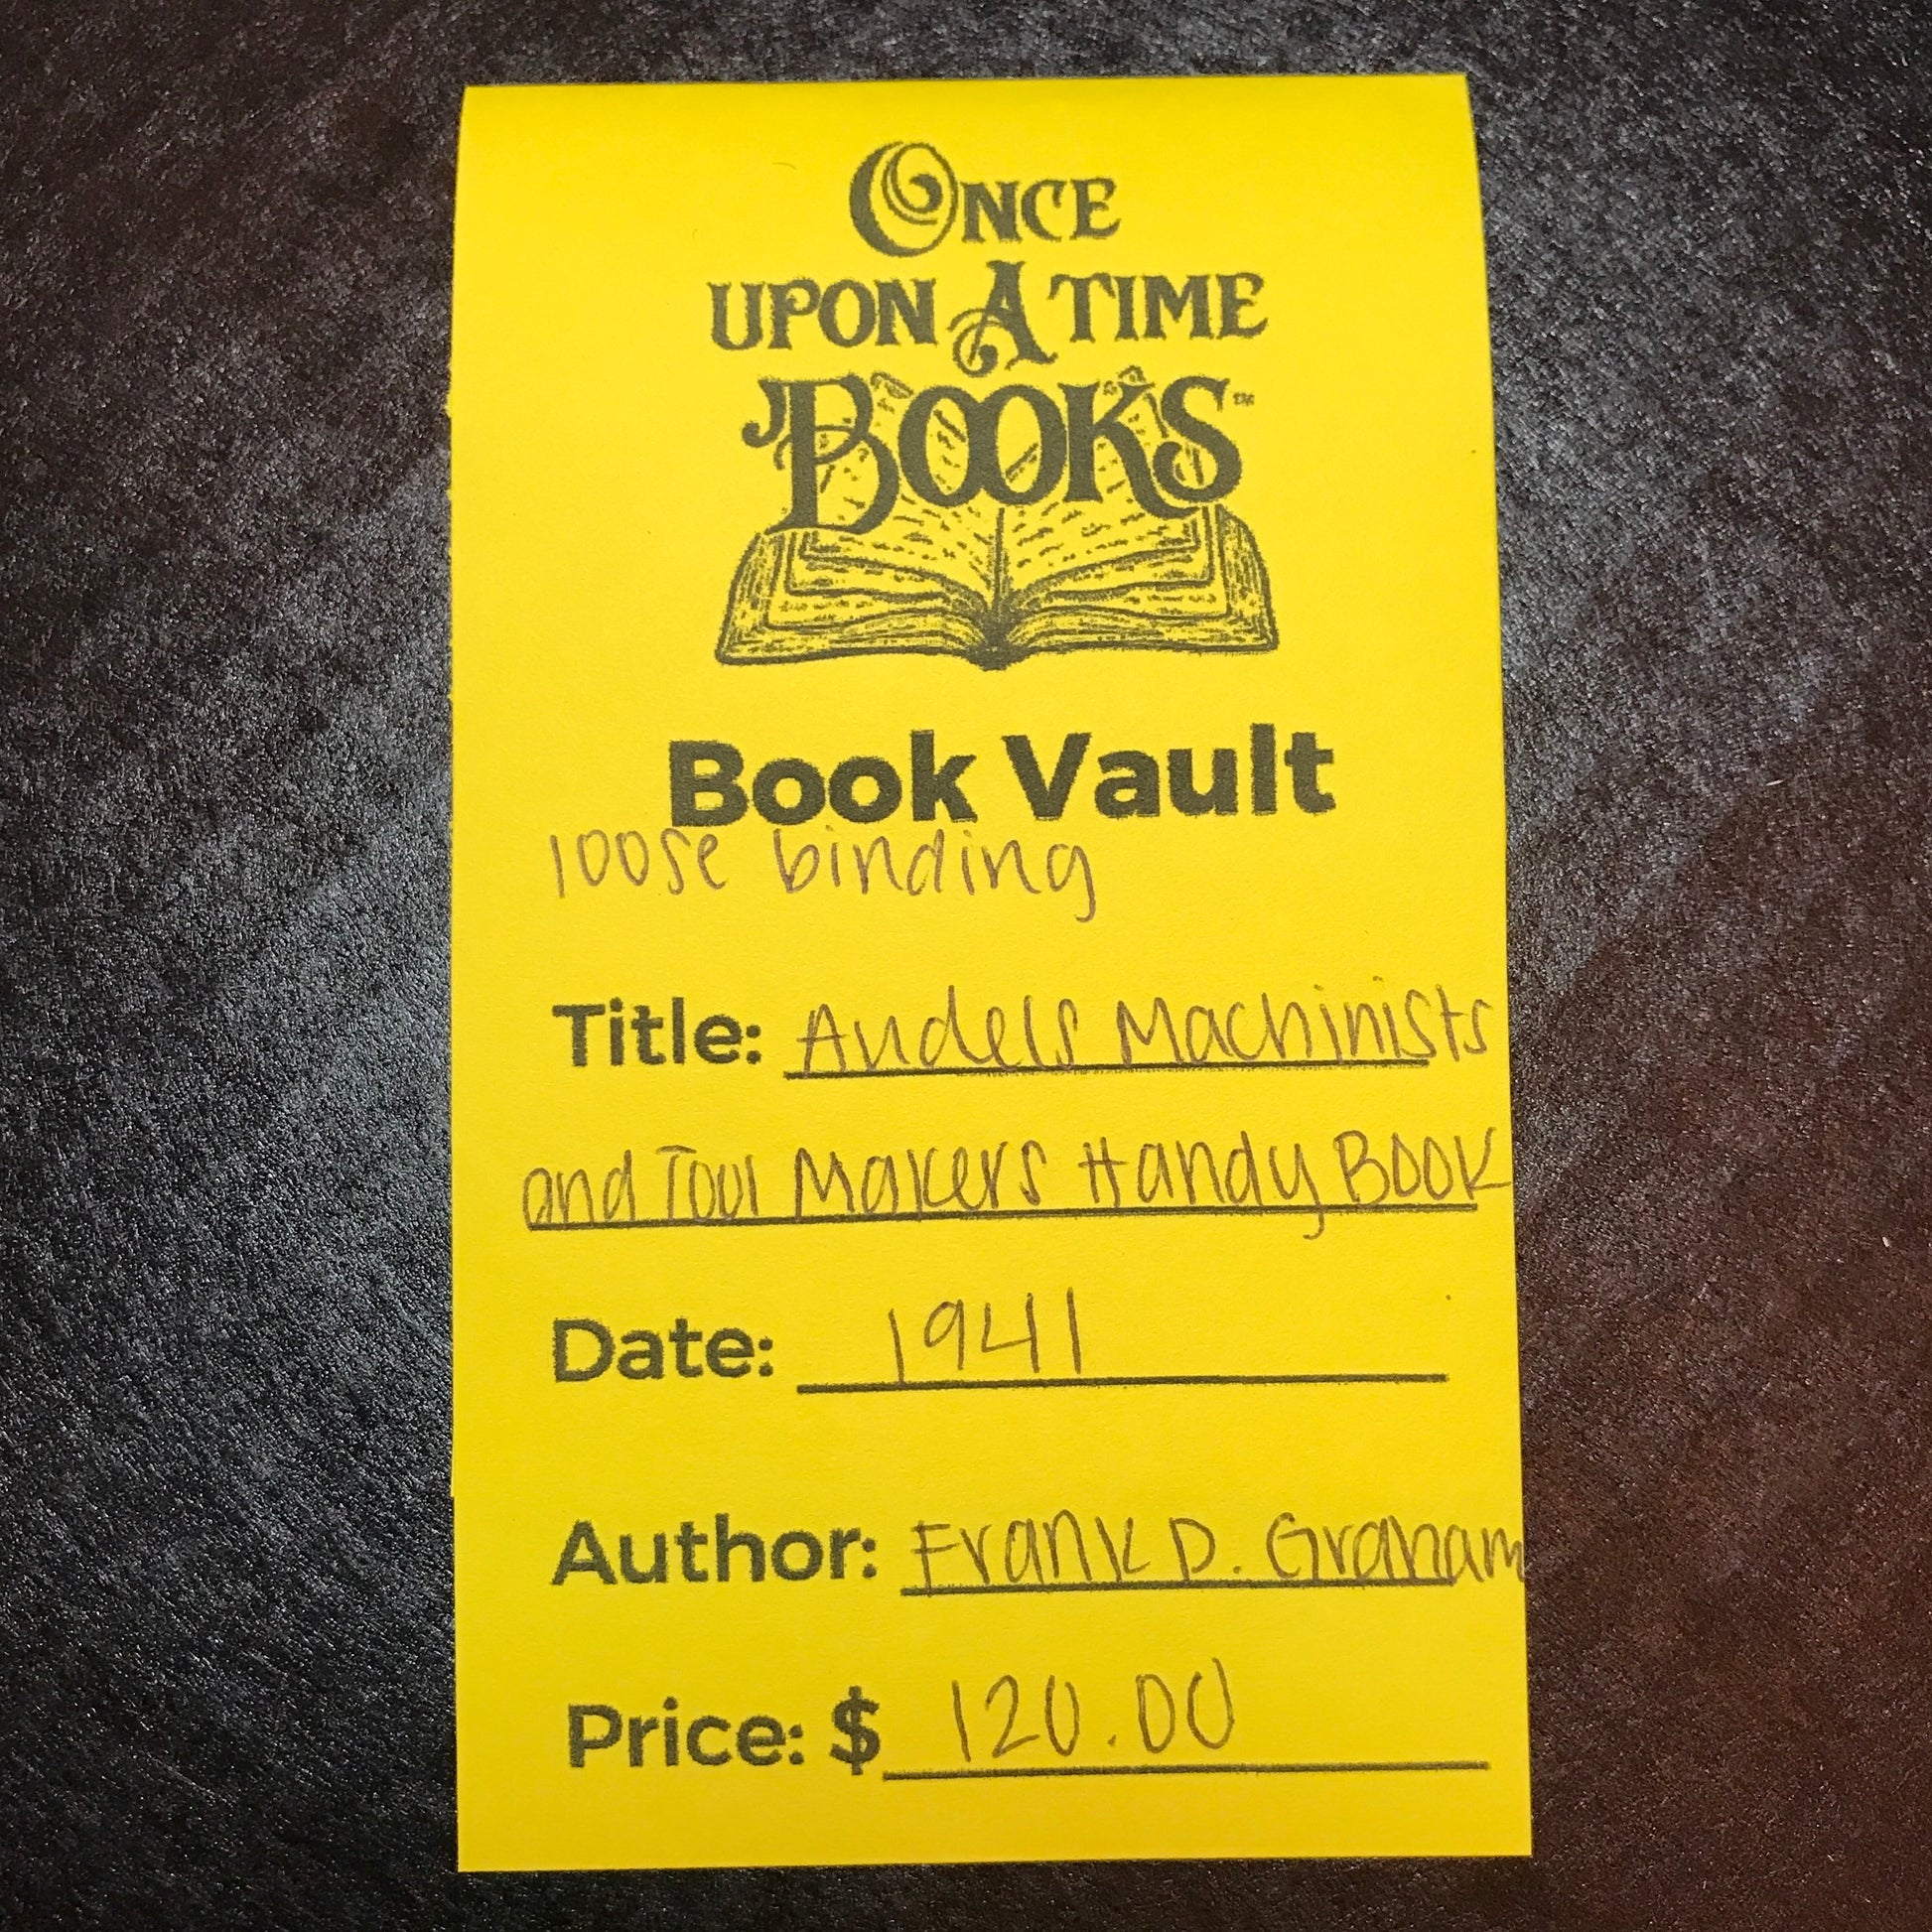 ONCE
UPON A TIME
BOOKS™
Book Vault
loose binding
Title: Audels Machinists
and Tool Makers Handy Book
Date: 1941
Author: Frank D. Graham
Price: $ 120.00